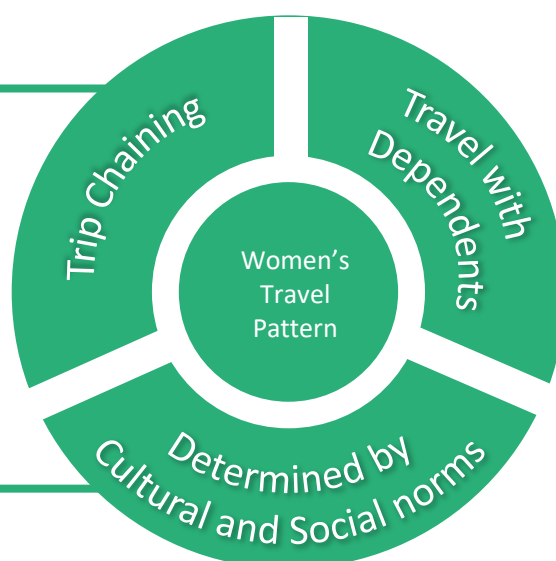 Trip Chaining
Travel with
Dependents
Women's
Travel
Pattern
Determined by
Cultural and Social norms